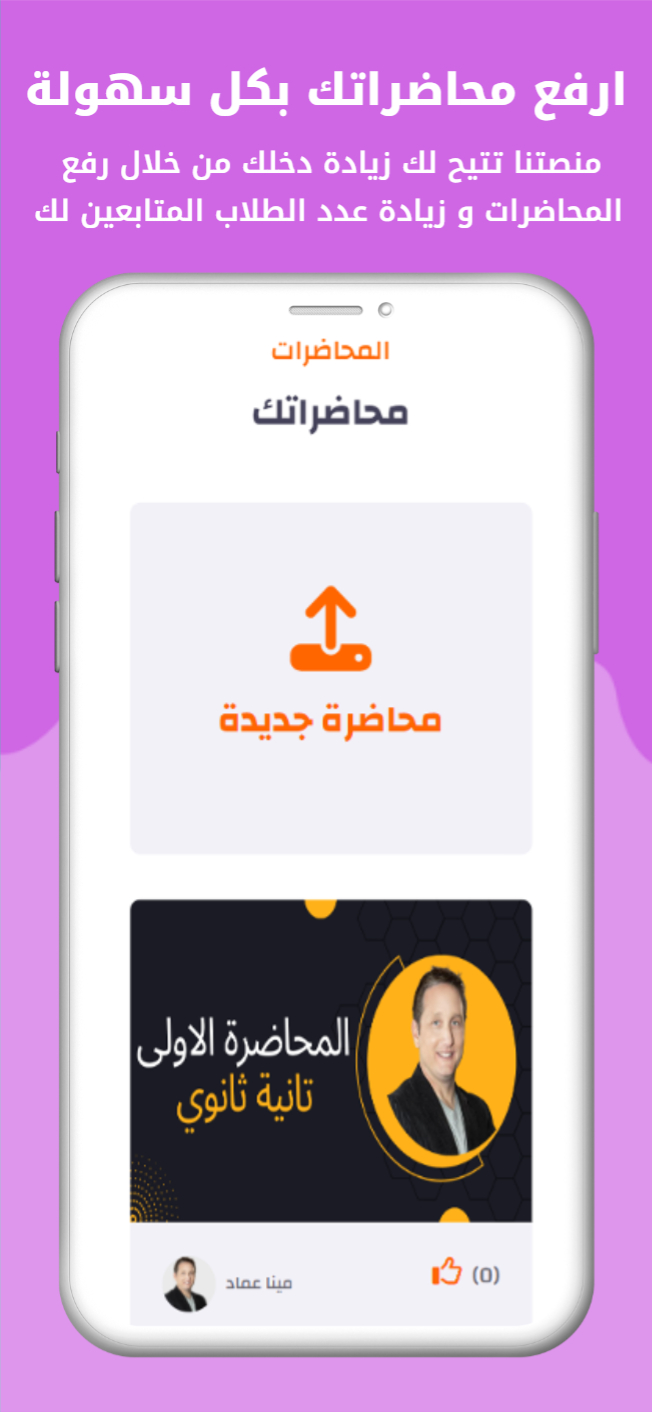 ارفع محاضراتك بكل سهولة
منصتنا تتيح لك زيادة دخلك من خلال رفع
المحاضرات و زيادة عدد الطلاب المتابعين لك
المحاضرات
محاضراتك
محاضرة جديدة
المحاضرة الاولى
تانية ثانوي
مينا عماد
(0)